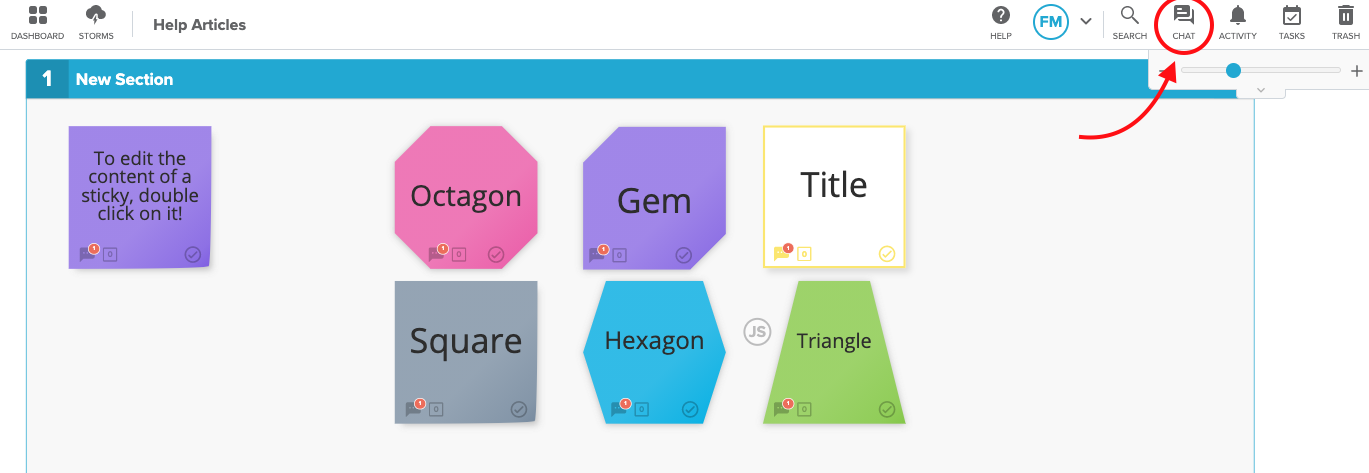 DASHBOARD
STORMS
Help Articles
HELP
FM
SEARCH
CHAT
ACTIVITY
TASKS
TRASH
1 New Section
To edit the
content of a
sticky, double
click on it!
1 0
Octagon
1 0
Gem
1 0
Title
1 0
Square
1 0
Hexagon
1 0
JS
Triangle
1 0